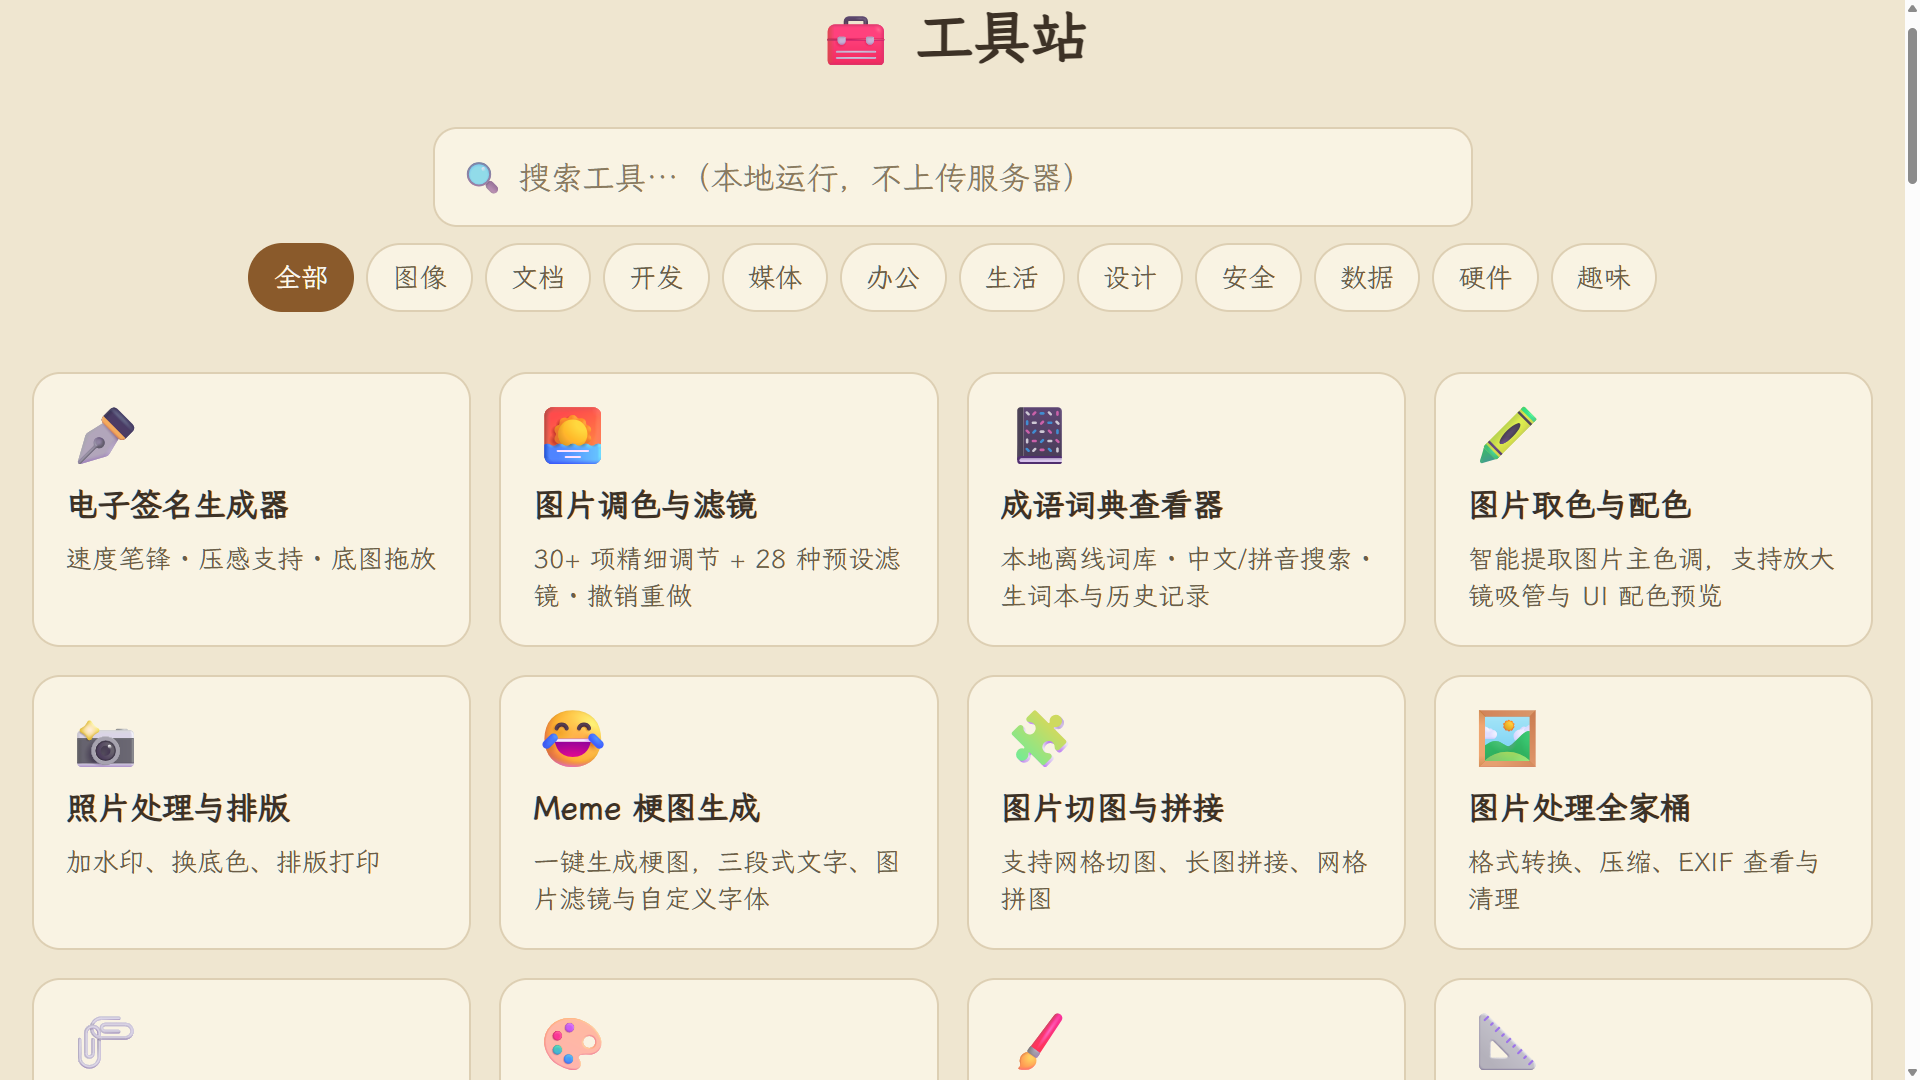 工具站
搜索工具…（本地运行，不上传服务器）
全部
图像
文档
开发
媒体
办公
生活
设计
安全
数据
硬件
趣味
电子签名生成器
速度笔锋・压感支持・底图拖放
图片调色与滤镜
30+ 项精细调节 + 28 种预设滤
镜・撤销重做
成语词典查看器
本地离线词库・中文/拼音搜索・
生词本与历史记录
图片取色与配色
智能提取图片主色调，支持放大
镜吸管与 UI 配色预览
照片处理与排版
加水印、换底色、排版打印
Meme 梗图生成
一键生成梗图，三段式文字、图
片滤镜与自定义字体
图片切图与拼接
支持网格切图、长图拼接、网格
拼图
图片处理全家桶
格式转换、压缩、EXIF 查看与
清理